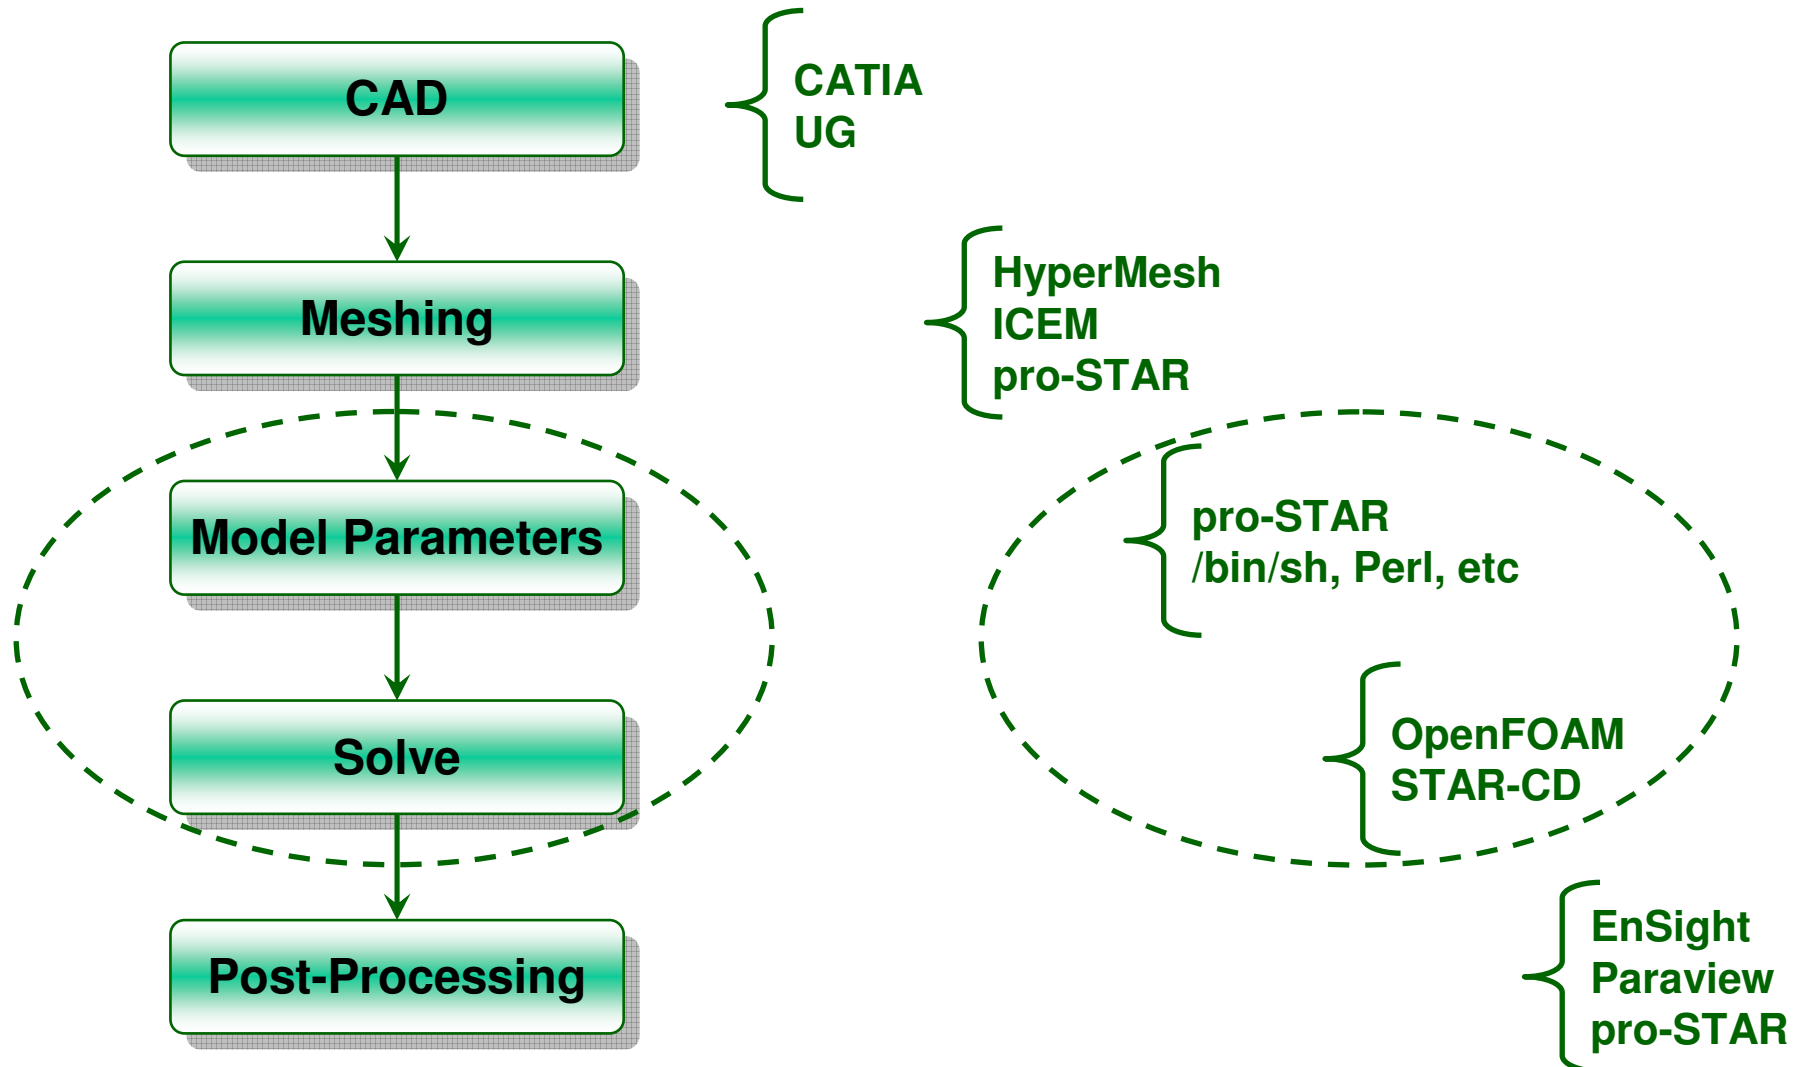 CAD
CATIA
UG
Meshing
HyperMesh
ICEM
pro-STAR
Model Parameters
pro-STAR
/bin/sh, Perl, etc
Solve
OpenFOAM
STAR-CD
Post-Processing
EnSight
Paraview
pro-STAR